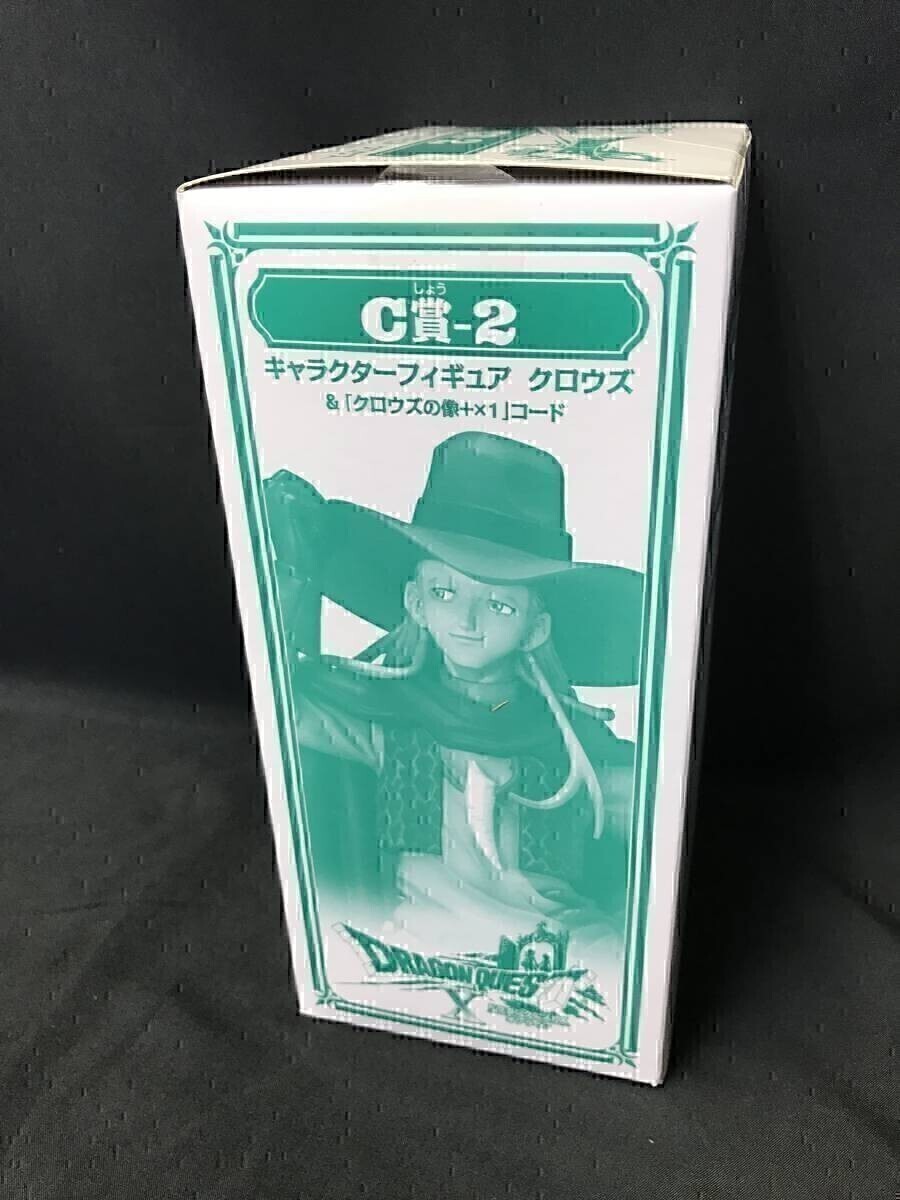 しょう
C賞-2
キャラクターフィギュア クロウズ
&「クロウズの像+×1」コード
DRAGON QUEST
X